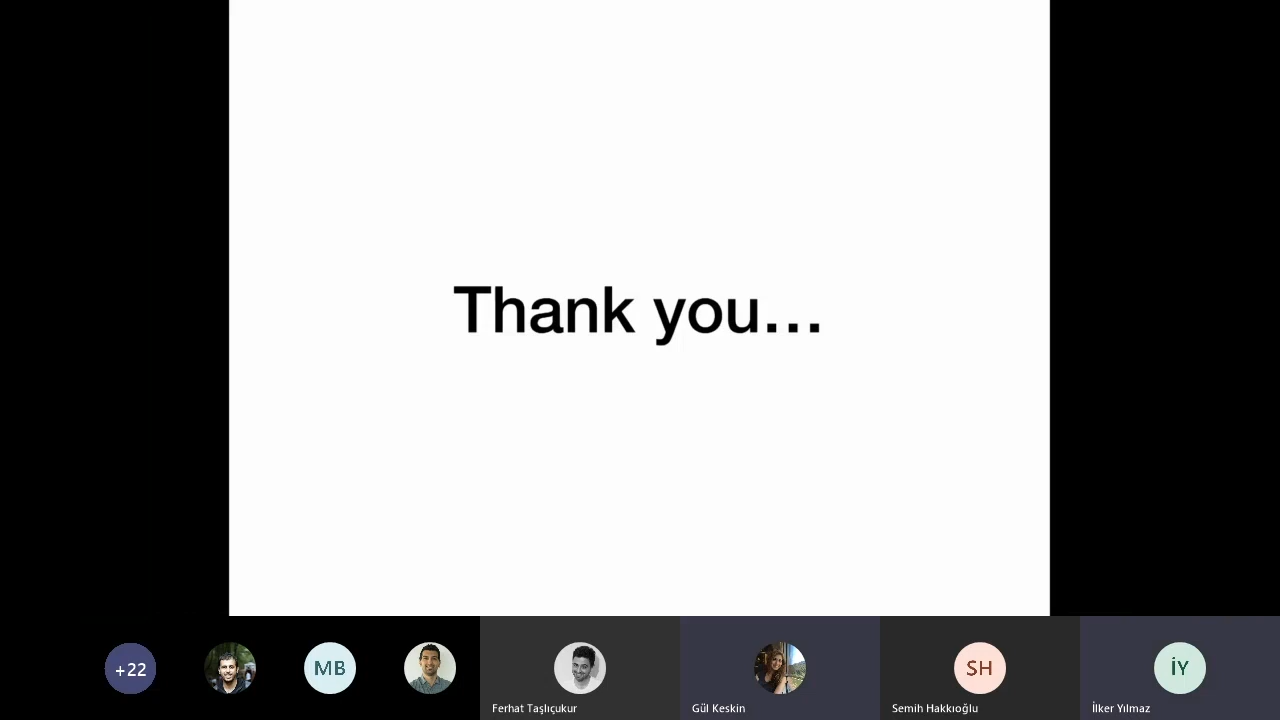 Thank you...
+22
MB
SH
İY
Ferhat Taşlıçukur
Gül Keskin
Semih Hakkıoğlu
İlker Yılmaz